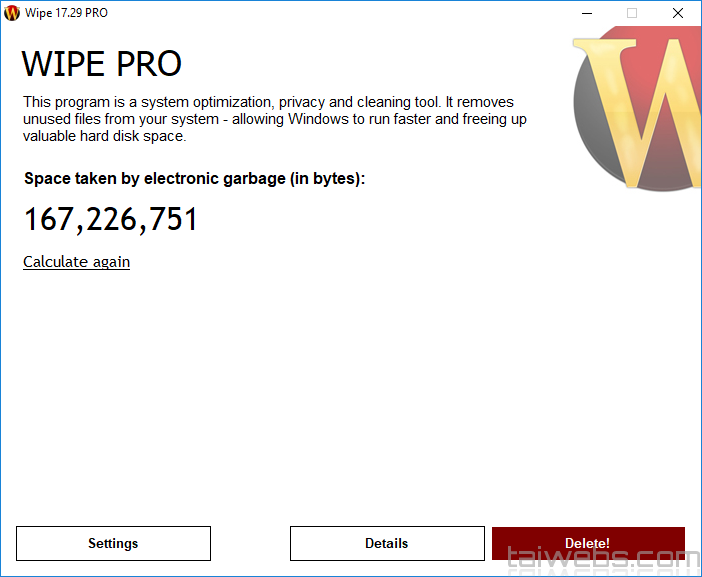 Wipe 17.29 PRO
WIPE PRO
This program is a system optimization, privacy and cleaning tool. It removes
unused files from your system - allowing Windows to run faster and freeing up
valuable hard disk space.
Space taken by electronic garbage (in bytes):
167,226,751
Calculate again
Settings
Details
Delete!
taiwebs.com
W